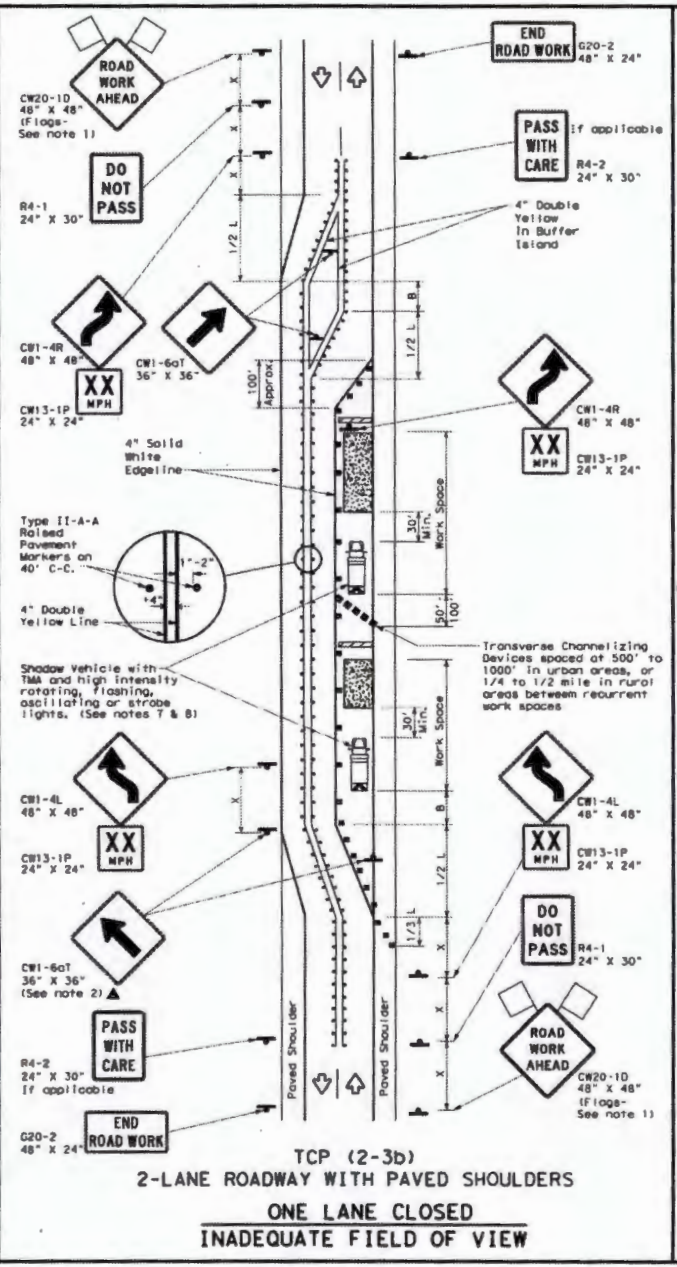 ROAD
WORK
AHEAD
CW20-1D
48" X 48"
(Flags-
See note 1)
DO
NOT
PASS
R4-1
24" X 30"
CW1-4R
48" X 48"
XX
MPH
CW13-1P
24" X 24"
CW1-6aT
36" X 36"
END
ROAD WORK
G20-2
48" X 24"
PASS
WITH
CARE
If applicable
R4-2
24" X 30"
4" Double
Yellow
In Buffer
Island
X
X
X
1/2 L
B
1/2 L
100'
Approx.
CW1-4R
48" X 48"
XX
MPH
CW13-1P
24" X 24"
4" Solid
White
Edgeline
Work Space
30'
Min.
50'
100'
Type II-A-A
Raised
Pavement
Markers on
40' C-C.
1"-2"
+4"
4" Double
Yellow Line
Shadow Vehicle with
TMA and high intensity
rotating, flashing,
oscillating or strobe
lights. (See notes 7 & 8)
Transverse Channelizing
Devices spaced at 500' to
1000' in urban areas, or
1/4 to 1/2 mile in rural
areas betweem recurrent
work spaces
30'
Min.
Work Space
B
1/2 L
1/3 L
X
X
X
X
CW1-4L
48" X 48"
XX
MPH
CW13-1P
24" X 24"
CW1-6aT
36" X 36"
(See note 2)
PASS
WITH
CARE
R4-2
24" X 30"
If applicable
END
ROAD WORK
G20-2
48" X 24"
Paved Shoulder
Paved Shoulder
CW1-4L
48" X 48"
XX
MPH
CW13-1P
24" X 24"
DO
NOT
PASS
R4-1
24" X 30"
ROAD
WORK
AHEAD
CW20-1D
48" X 48"
(Flags-
See note 1)
TCP (2-3b)
2-LANE ROADWAY WITH PAVED SHOULDERS
ONE LANE CLOSED
INADEQUATE FIELD OF VIEW